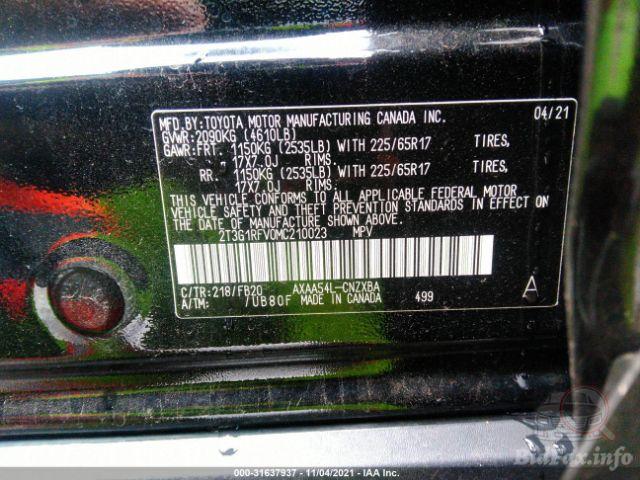 MFD.BY:TOYOTA MOTOR MANUFACTURING CANADA INC. 04/21
GVWR:2090KG (4610LB)
GAWR:FRT. 1150KG (2535LB) WITH 225/65R17 TIRES,
17X7.0J RIMS.
RR. 1150KG (2535LB) WITH 225/65R17 TIRES,
17X7.0J RIMS.
THIS VEHICLE CONFORMS TO ALL APPLICABLE FEDERAL MOTOR
VEHICLE SAFETY AND THEFT PREVENTION STANDARDS IN EFFECT ON
THE DATE OF MANUFACTURE SHOWN ABOVE.
2T3G1RFV0MC210023 MPV
C/TR:218/FB20 AXAA54L-CNZXBA
A/TM: /UB80F MADE IN CANADA 499 A
000-31637937 - 11/04/2021 - IAA Inc.
BidFax.info